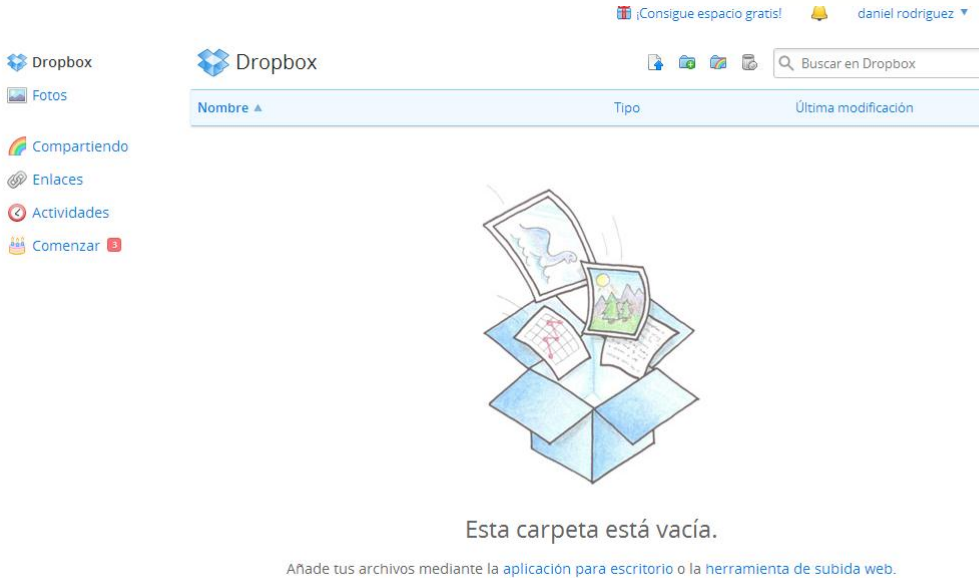 ¡Consigue espacio gratis! daniel rodriguez
Dropbox
Fotos
Compartiendo
Enlaces
Actividades
Comenzar 3
Dropbox
Buscar en Dropbox
Nombre Tipo Última modificación
Esta carpeta está vacía.
Añade tus archivos mediante la aplicación para escritorio o la herramienta de subida web.